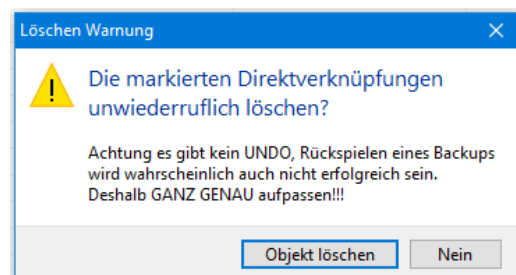 Löschen Warnung
Die markierten Direktverknüpfungen
unwiederruflich löschen?
Achtung es gibt kein UNDO, Rückspielen eines Backups
wird wahrscheinlich auch nicht erfolgreich sein.
Deshalb GANZ GENAU aufpassen!!!
Objekt löschen Nein